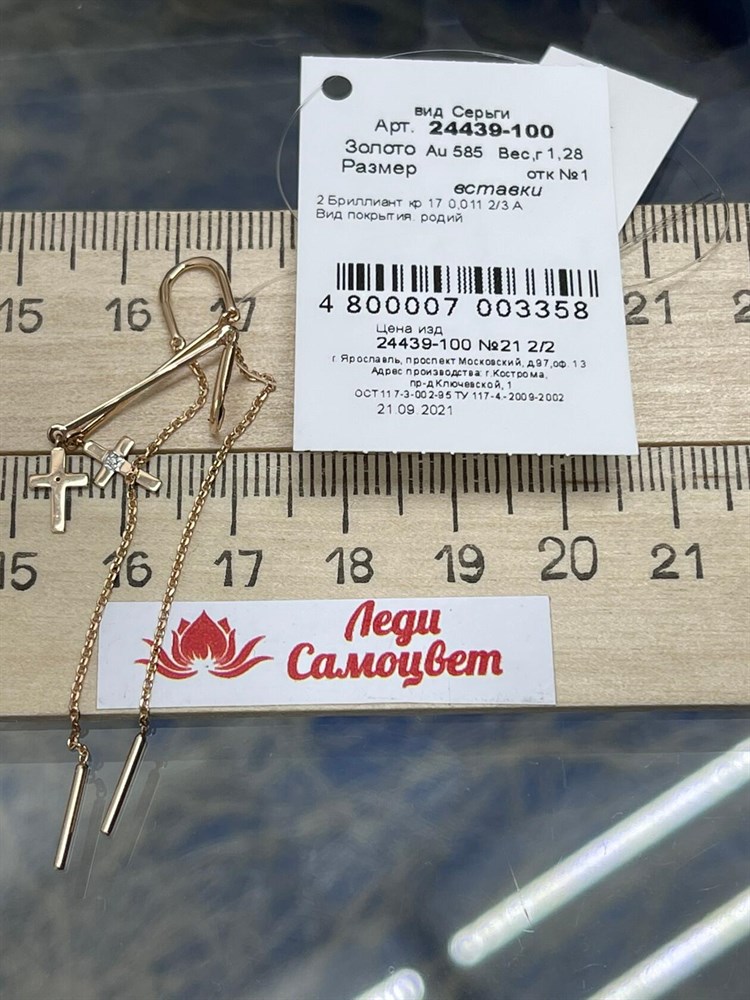 вид Серьги
Арт. 24439-100
Золото Au 585 Вес,г 1,28
Размер отк №1
вставки
2 Бриллиант кр 17 0,011 2/3 А
Вид покрытия: родий
4 800007 003358
Цена изд
24439-100 №21 2/2
г Ярославль, проспект Московский, д.97,оф. 13
Адрес производства: г.Кострома,
пр-д Ключевской, 1
ОСТ117-3-002-95 ТУ 117-4.-2009-2002
21.09.2021
15 16 17 21 22
15 16 17 18 19 20 21
Леди
Самоцвет